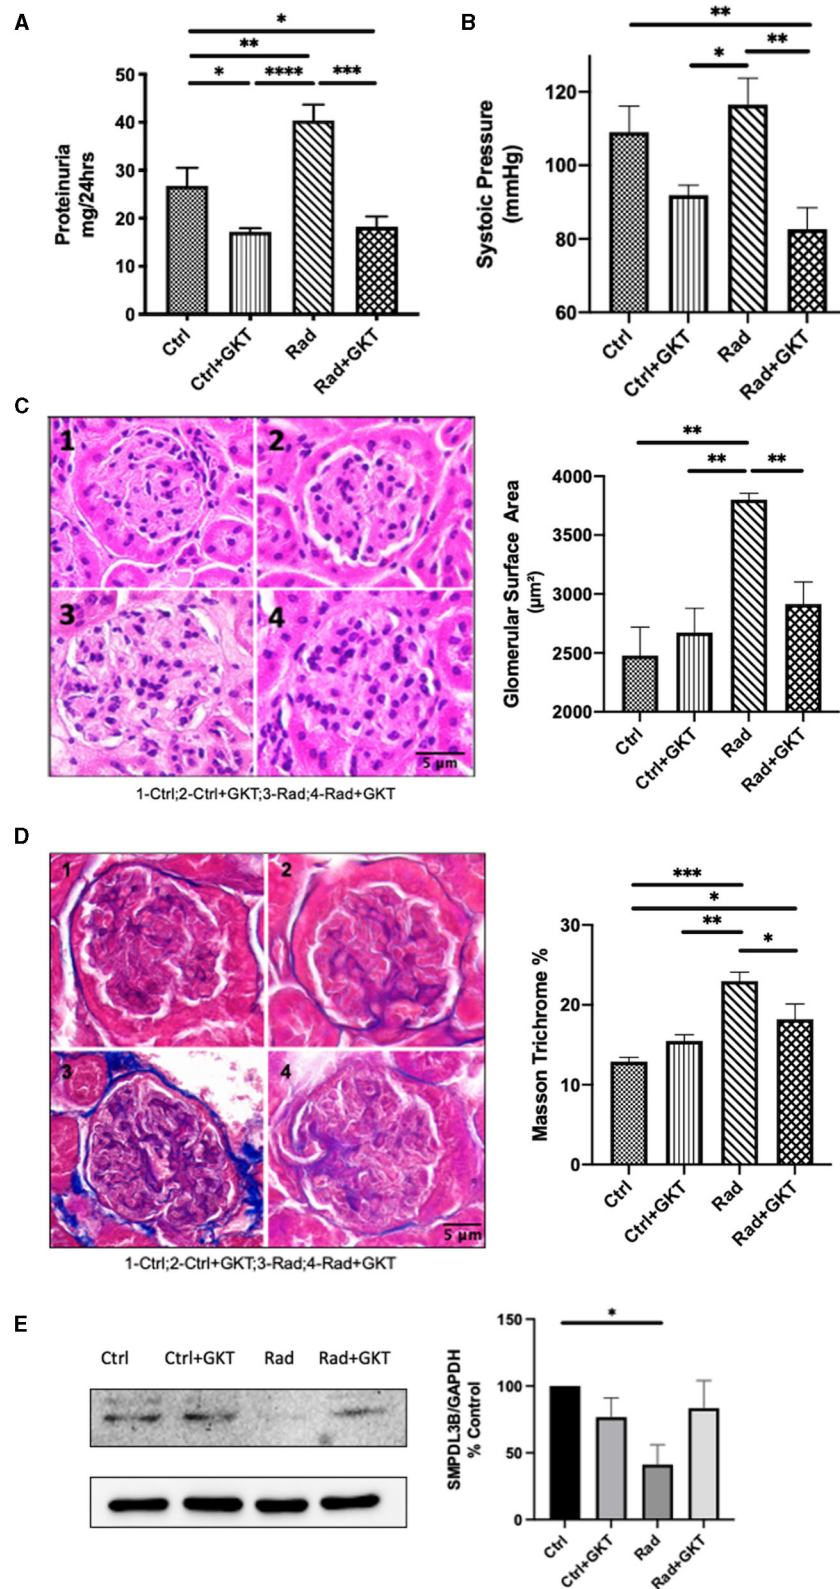 A
*
**
*
****
***
Proteinuria
mg/24hrs
50
40
30
20
10
0
Ctrl
Ctrl+GKT
Rad
Rad+GKT
B
**
**
*
Systoic Pressure
(mmHg)
120
100
80
60
Ctrl
Ctrl+GKT
Rad
Rad+GKT
C
1
2
3
4
5 µm
1-Ctrl;2-Ctrl+GKT;3-Rad;4-Rad+GKT
**
**
**
Glomerular Surface Area
(µm²)
4000
3500
3000
2500
2000
Ctrl
Ctrl+GKT
Rad
Rad+GKT
D
1
2
3
4
5 µm
1-Ctrl;2-Ctrl+GKT;3-Rad;4-Rad+GKT
***
*
**
*
Masson Trichrome %
30
20
10
0
Ctrl
Ctrl+GKT
Rad
Rad+GKT
E
Ctrl Ctrl+GKT Rad Rad+GKT
*
SMPDL3B/GAPDH
% Control
150
100
50
0
Ctrl
Ctrl+GKT
Rad
Rad+GKT